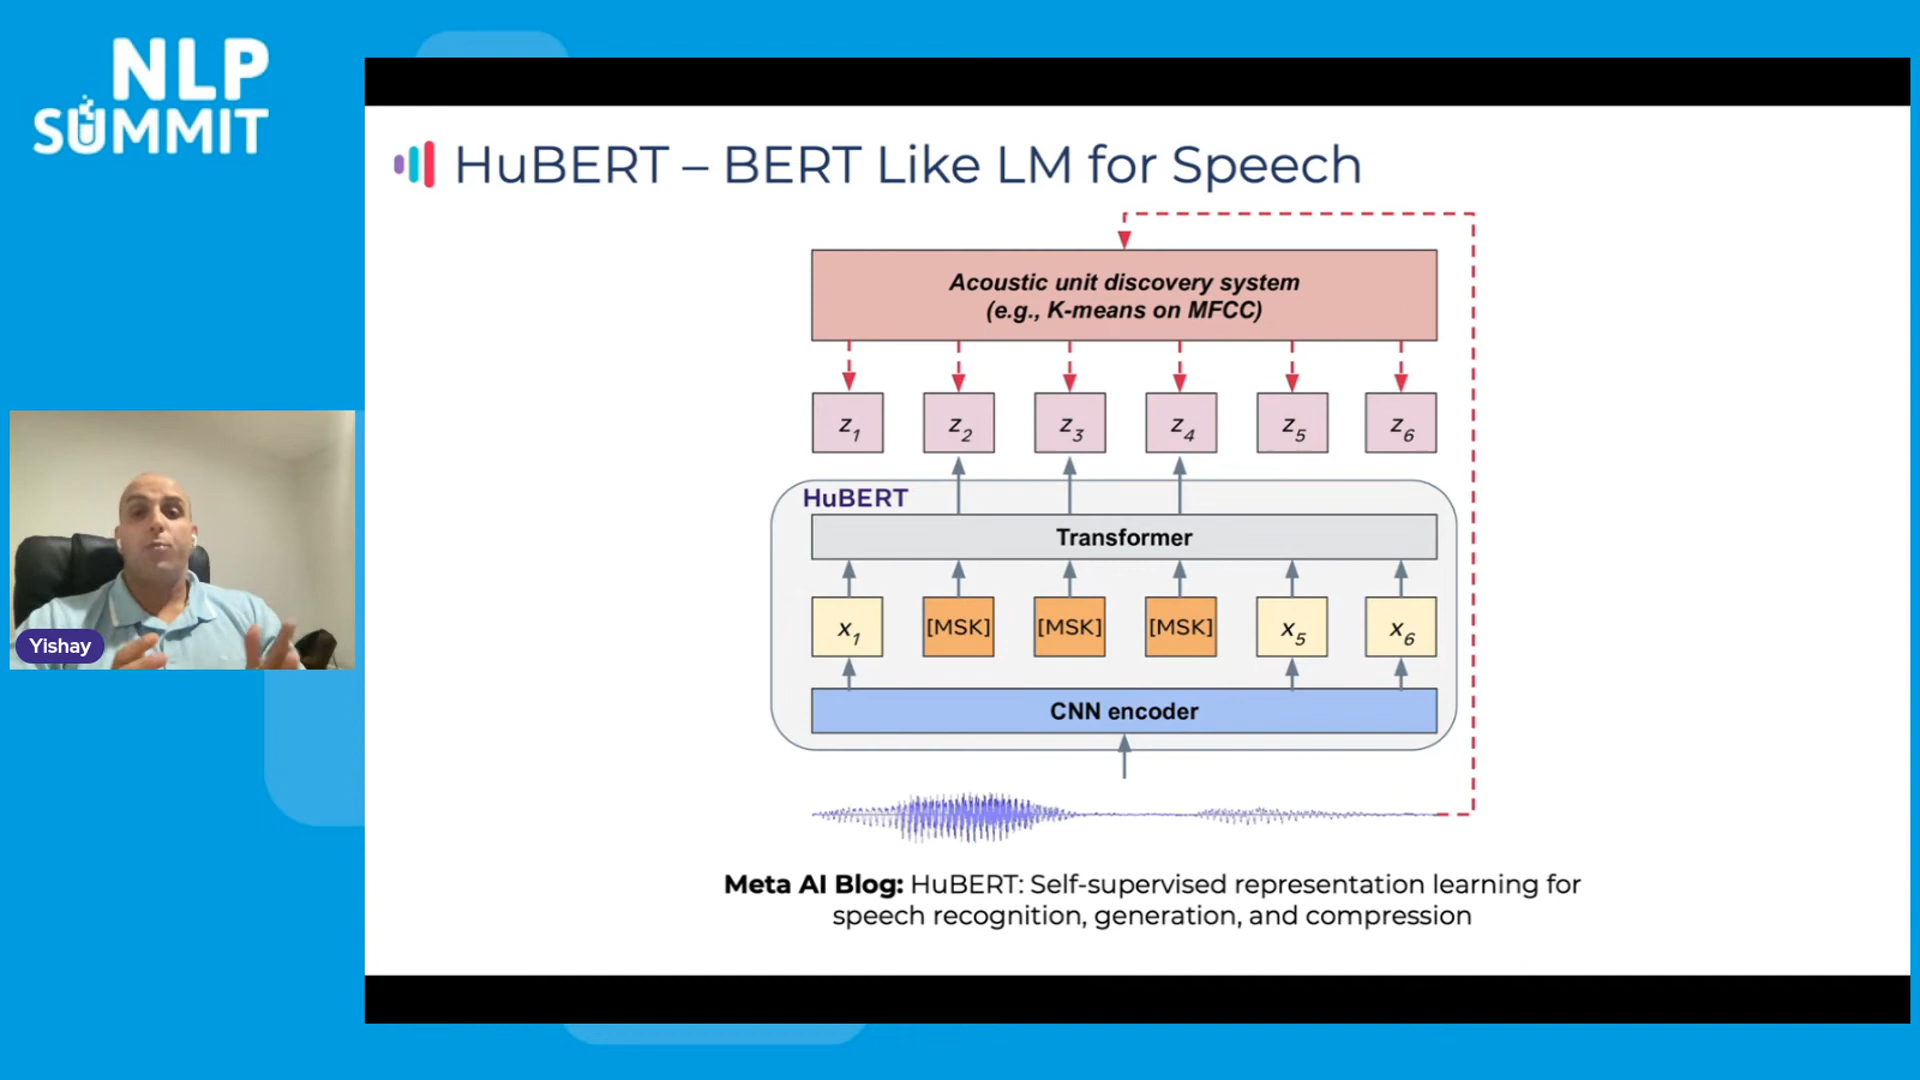 NLP
SUMMIT
HuBERT – BERT Like LM for Speech
Acoustic unit discovery system
(e.g., K-means on MFCC)
z1 z2 z3 z4 z5 z6
HuBERT
Transformer
x1 [MSK] [MSK] [MSK] x5 x6
CNN encoder
Yishay
Meta AI Blog: HuBERT: Self-supervised representation learning for
speech recognition, generation, and compression